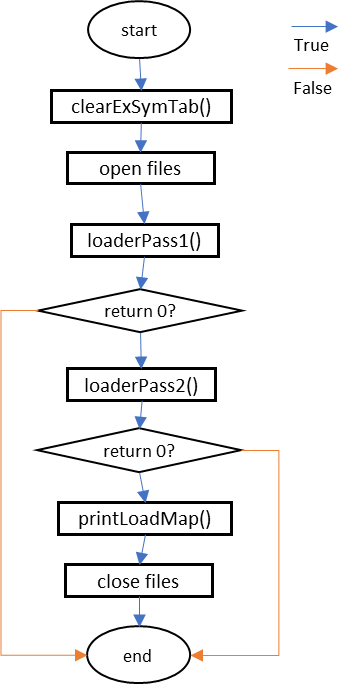 start
True
False
clearExSymTab()
open files
loaderPass1()
return 0?
loaderPass2()
return 0?
printLoadMap()
close files
end